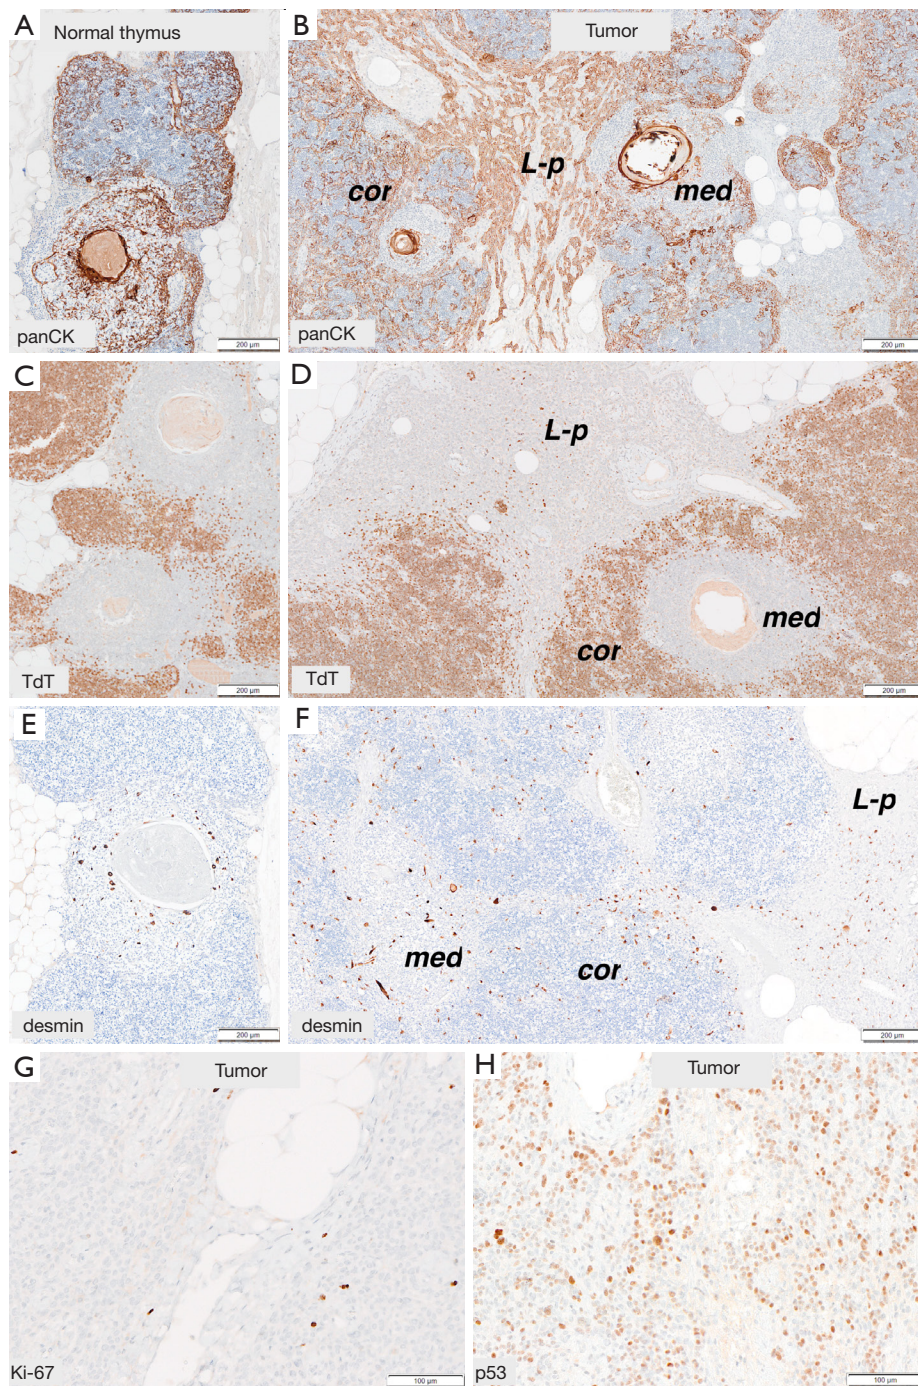 A
Normal thymus
panCK
200 µm
B
Tumor
L-p
cor
med
panCK
200 µm
C
TdT
200 µm
D
L-p
med
cor
TdT
200 µm
E
desmin
200 µm
F
L-p
med
cor
desmin
200 µm
G
Tumor
Ki-67
100 µm
H
Tumor
p53
100 µm